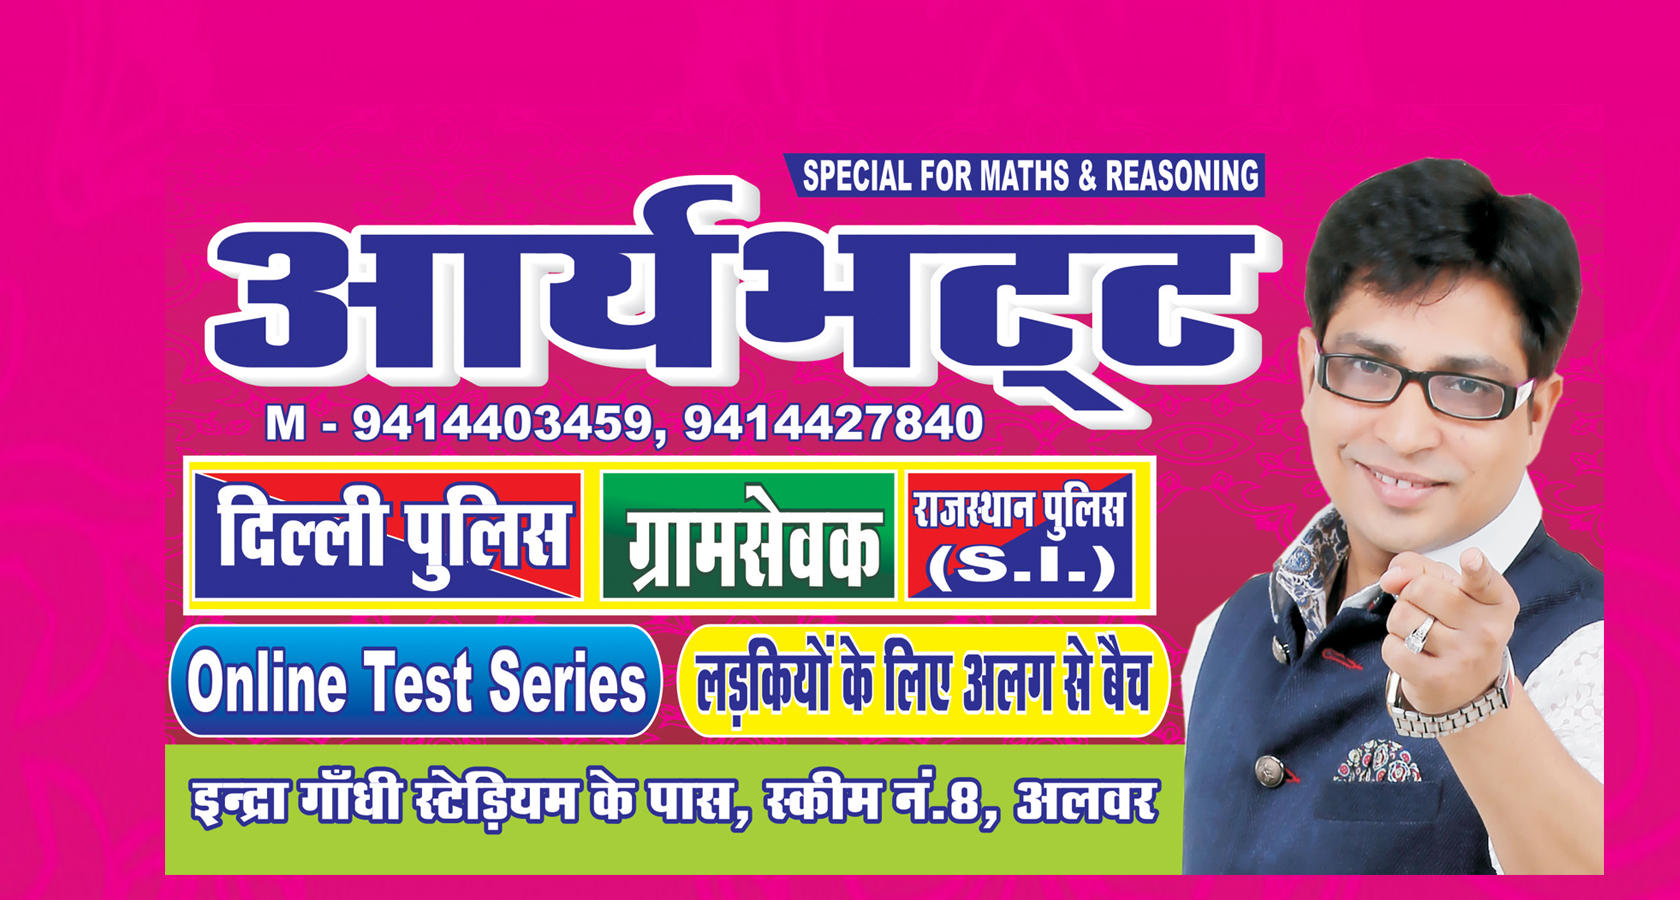 SPECIAL FOR MATHS & REASONING
आर्यभट्ट
M - 9414403459, 9414427840
दिल्ली पुलिस
ग्रामसेवक
राजस्थान पुलिस
(S.I.)
Online Test Series
लड़कियों के लिए अलग से बैच
इन्द्रा गाँधी स्टेड़ियम के पास, स्कीम नं.8, अलवर